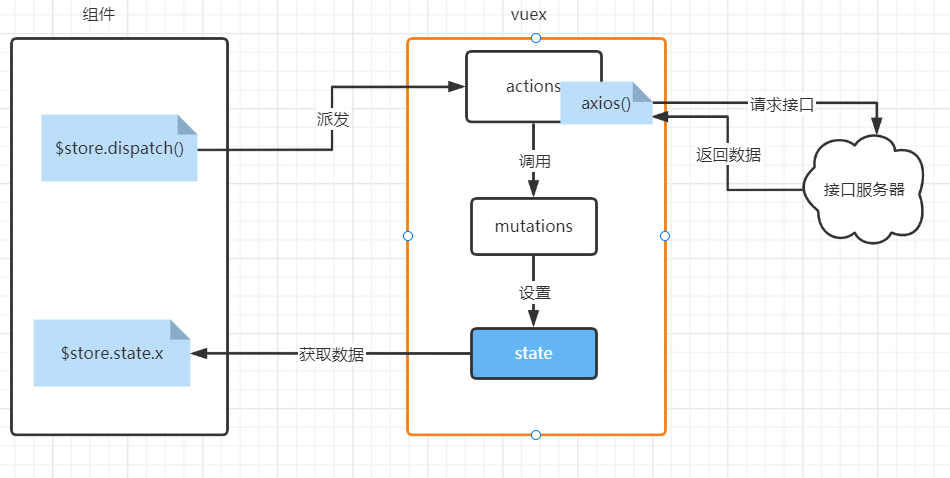 组件
vuex
actions
axios()
请求接口
派发
$store.dispatch()
调用
返回数据
接口服务器
mutations
设置
$store.state.x
获取数据
state